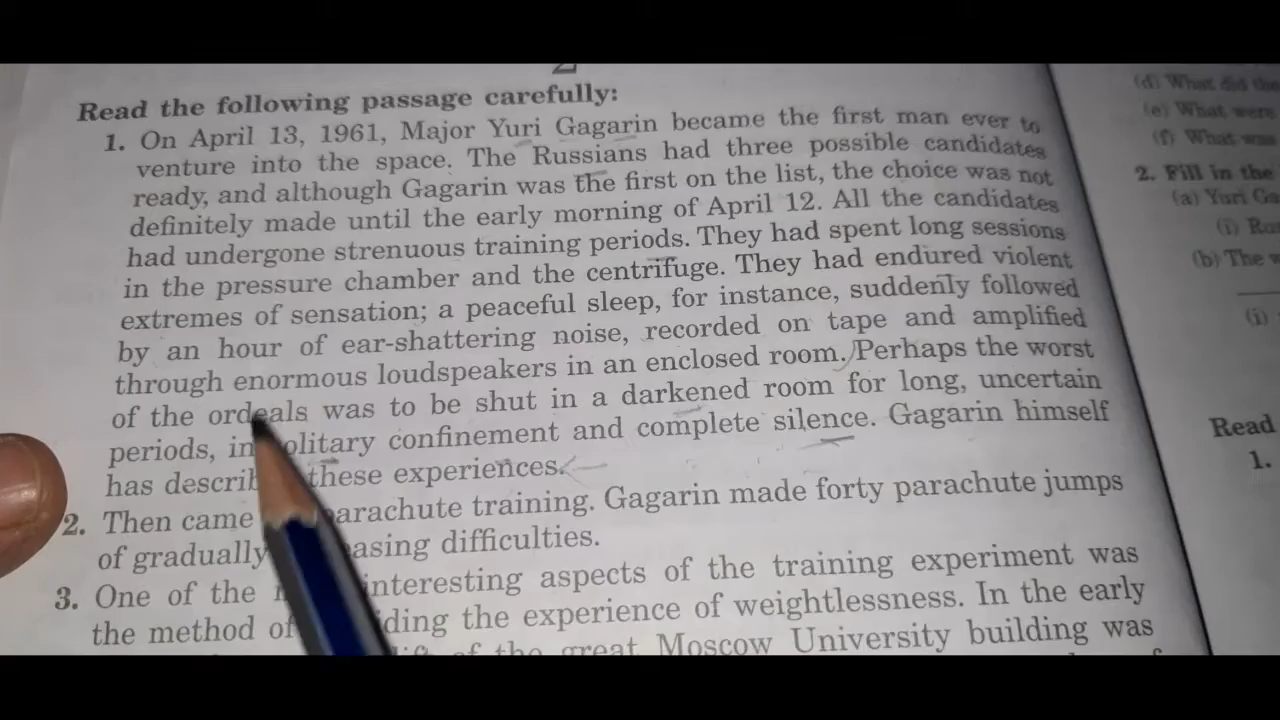 Read the following passage carefully:
1. On April 13, 1961, Major Yuri Gagarin became the first man ever to
venture into the space. The Russians had three possible candidates
ready, and although Gagarin was the first on the list, the choice was not
definitely made until the early morning of April 12. All the candidates
had undergone strenuous training periods. They had spent long sessions
in the pressure chamber and the centrifuge. They had endured violent
extremes of sensation; a peaceful sleep, for instance, suddenly followed
by an hour of ear-shattering noise, recorded on tape and amplified
through enormous loudspeakers in an enclosed room. Perhaps the worst
of the ordeals was to be shut in a darkened room for long, uncertain
periods, in olitary confinement and complete silence. Gagarin himself
has describ these experiences.
2. Then came parachute training. Gagarin made forty parachute jumps
of gradually easing difficulties.
3. One of the interesting aspects of the training experiment was
the method of iding the experience of weightlessness. In the early
of the great Moscow University building was
(d) What did the
(e) What were
(f) What was
2. Fill in the
(a) Yuri Ga
(i) Rus
(b) The w
(i)
Read
1.